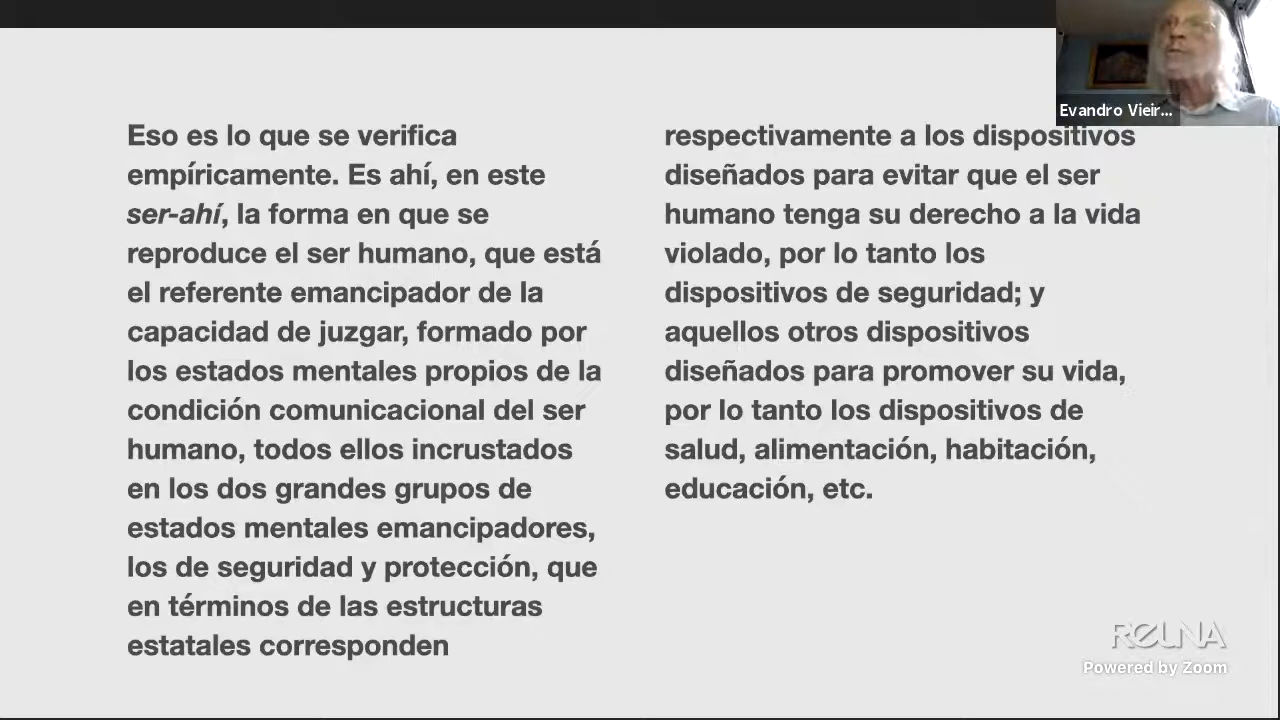 Eso es lo que se verifica
empíricamente. Es ahí, en este
ser-ahí, la forma en que se
reproduce el ser humano, que está
el referente emancipador de la
capacidad de juzgar, formado por
los estados mentales propios de la
condición comunicacional del ser
humano, todos ellos incrustados
en los dos grandes grupos de
estados mentales emancipadores,
los de seguridad y protección, que
en términos de las estructuras
estatales corresponden
respectivamente a los dispositivos
diseñados para evitar que el ser
humano tenga su derecho a la vida
violado, por lo tanto los
dispositivos de seguridad; y
aquellos otros dispositivos
diseñados para promover su vida,
por lo tanto los dispositivos de
salud, alimentación, habitación,
educación, etc.
Evandro Vieir...
REUNA
Powered by Zoom